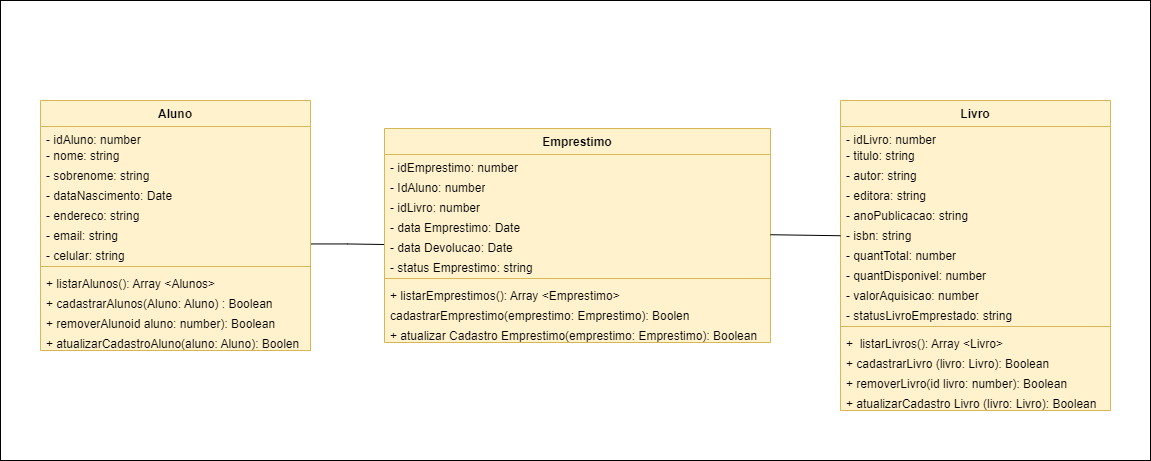 Aluno
- idAluno: number
- nome: string
- sobrenome: string
- dataNascimento: Date
- endereco: string
- email: string
- celular: string
+ listarAlunos(): Array <Alunos>
+ cadastrarAlunos(Aluno: Aluno) : Boolean
+ removerAlunoid aluno: number): Boolean
+ atualizarCadastroAluno(aluno: Aluno): Boolen
Emprestimo
- idEmprestimo: number
- IdAluno: number
- idLivro: number
- data Emprestimo: Date
- data Devolucao: Date
- status Emprestimo: string
+ listarEmprestimos(): Array <Emprestimo>
cadastrarEmprestimo(emprestimo: Emprestimo): Boolen
+ atualizar Cadastro Emprestimo(emprestimo: Emprestimo): Boolean
Livro
- idLivro: number
- titulo: string
- autor: string
- editora: string
- anoPublicacao: string
- isbn: string
- quantTotal: number
- quantDisponivel: number
- valorAquisicao: number
- statusLivroEmprestado: string
+ listarLivros(): Array <Livro>
+ cadastrarLivro (livro: Livro): Boolean
+ removerLivro(id livro: number): Boolean
+ atualizarCadastro Livro (livro: Livro): Boolean